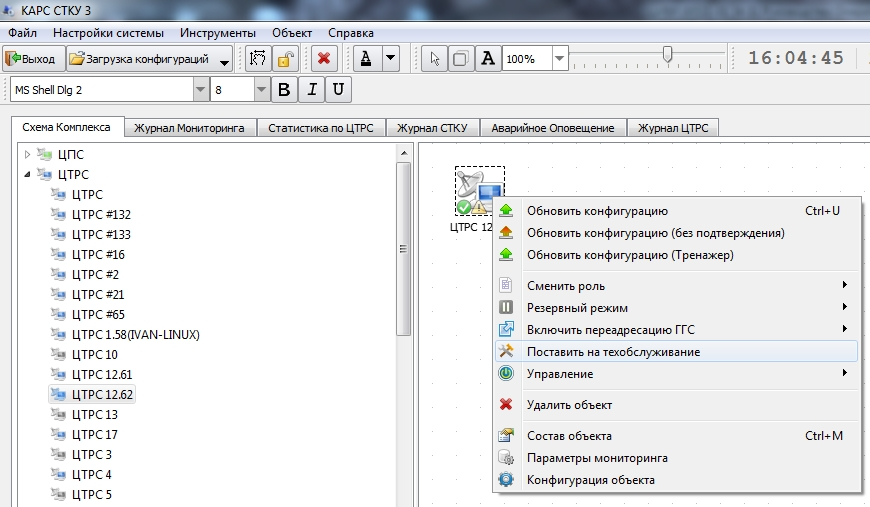 КАРС СТКУ 3
Файл Настройки системы Инструменты Объект Справка
Выход Загрузка конфигураций A A 100% 16:04:45
MS Shell Dlg 2 8 B I U
Схема Комплекса Журнал Мониторинга Статистика по ЦТРС Журнал СТКУ Аварийное Оповещение Журнал ЦТРС
ЦПС
ЦТРС
ЦТРС
ЦТРС #132
ЦТРС #133
ЦТРС #16
ЦТРС #2
ЦТРС #21
ЦТРС #65
ЦТРС 1.58(IVAN-LINUX)
ЦТРС 10
ЦТРС 12.61
ЦТРС 12.62
ЦТРС 13
ЦТРС 17
ЦТРС 3
ЦТРС 4
ЦТРС 5
ЦТРС 12
Обновить конфигурацию Ctrl+U
Обновить конфигурацию (без подтверждения)
Обновить конфигурацию (Тренажер)
Сменить роль
Резервный режим
Включить переадресацию ГГС
Поставить на техобслуживание
Управление
Удалить объект
Состав объекта Ctrl+M
Параметры мониторинга
Конфигурация объекта